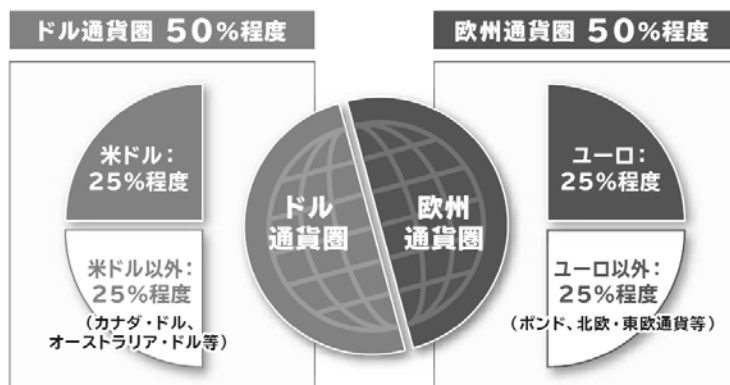 ドル通貨圏 50%程度
米ドル:
25%程度
米ドル以外:
25%程度
(カナダ・ドル、
オーストラリア・ドル等)
ドル
通貨圏
欧州
通貨圏
欧州通貨圏 50%程度
ユーロ:
25%程度
ユーロ以外:
25%程度
(ポンド、北欧・東欧通貨等)